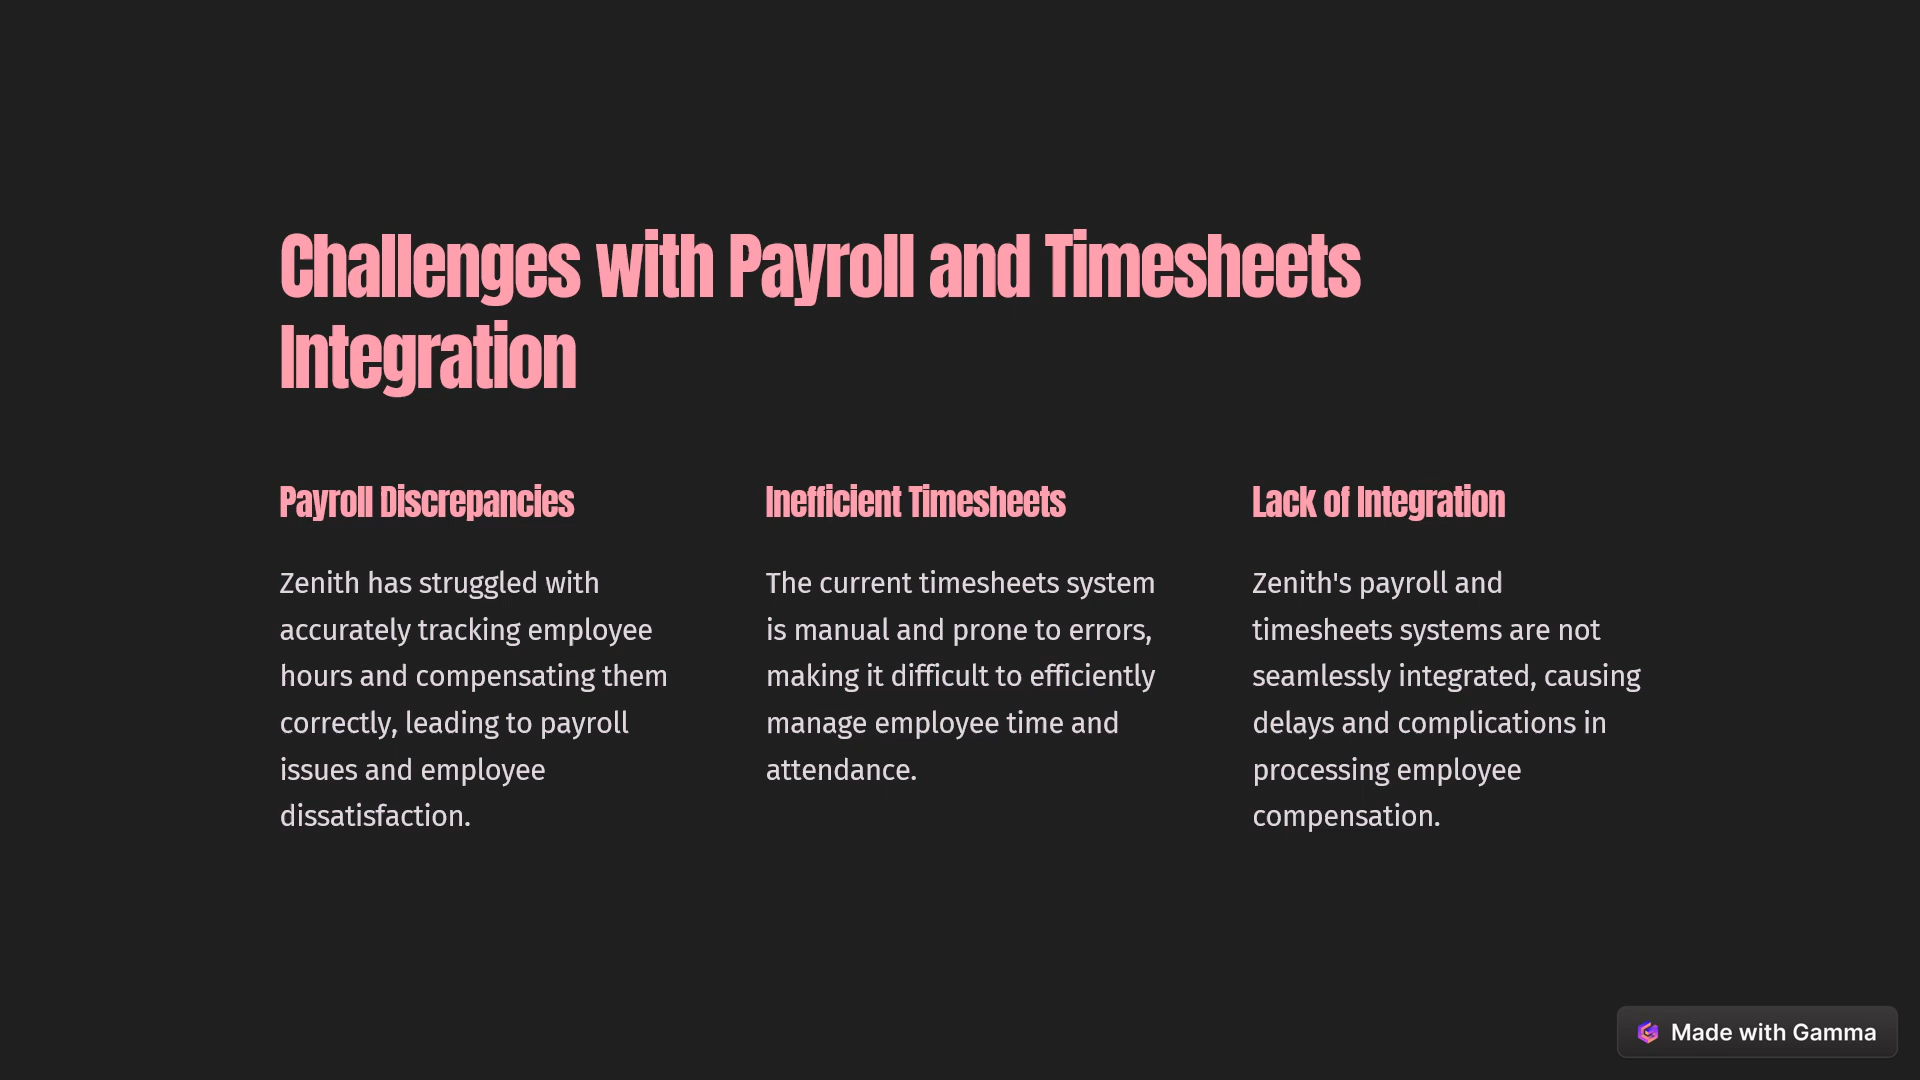 Challenges with Payroll and Timesheets
Integration
Payroll Discrepancies
Zenith has struggled with
accurately tracking employee
hours and compensating them
correctly, leading to payroll
issues and employee
dissatisfaction.
Inefficient Timesheets
The current timesheets system
is manual and prone to errors,
making it difficult to efficiently
manage employee time and
attendance.
Lack of Integration
Zenith's payroll and
timesheets systems are not
seamlessly integrated, causing
delays and complications in
processing employee
compensation.
Made with Gamma